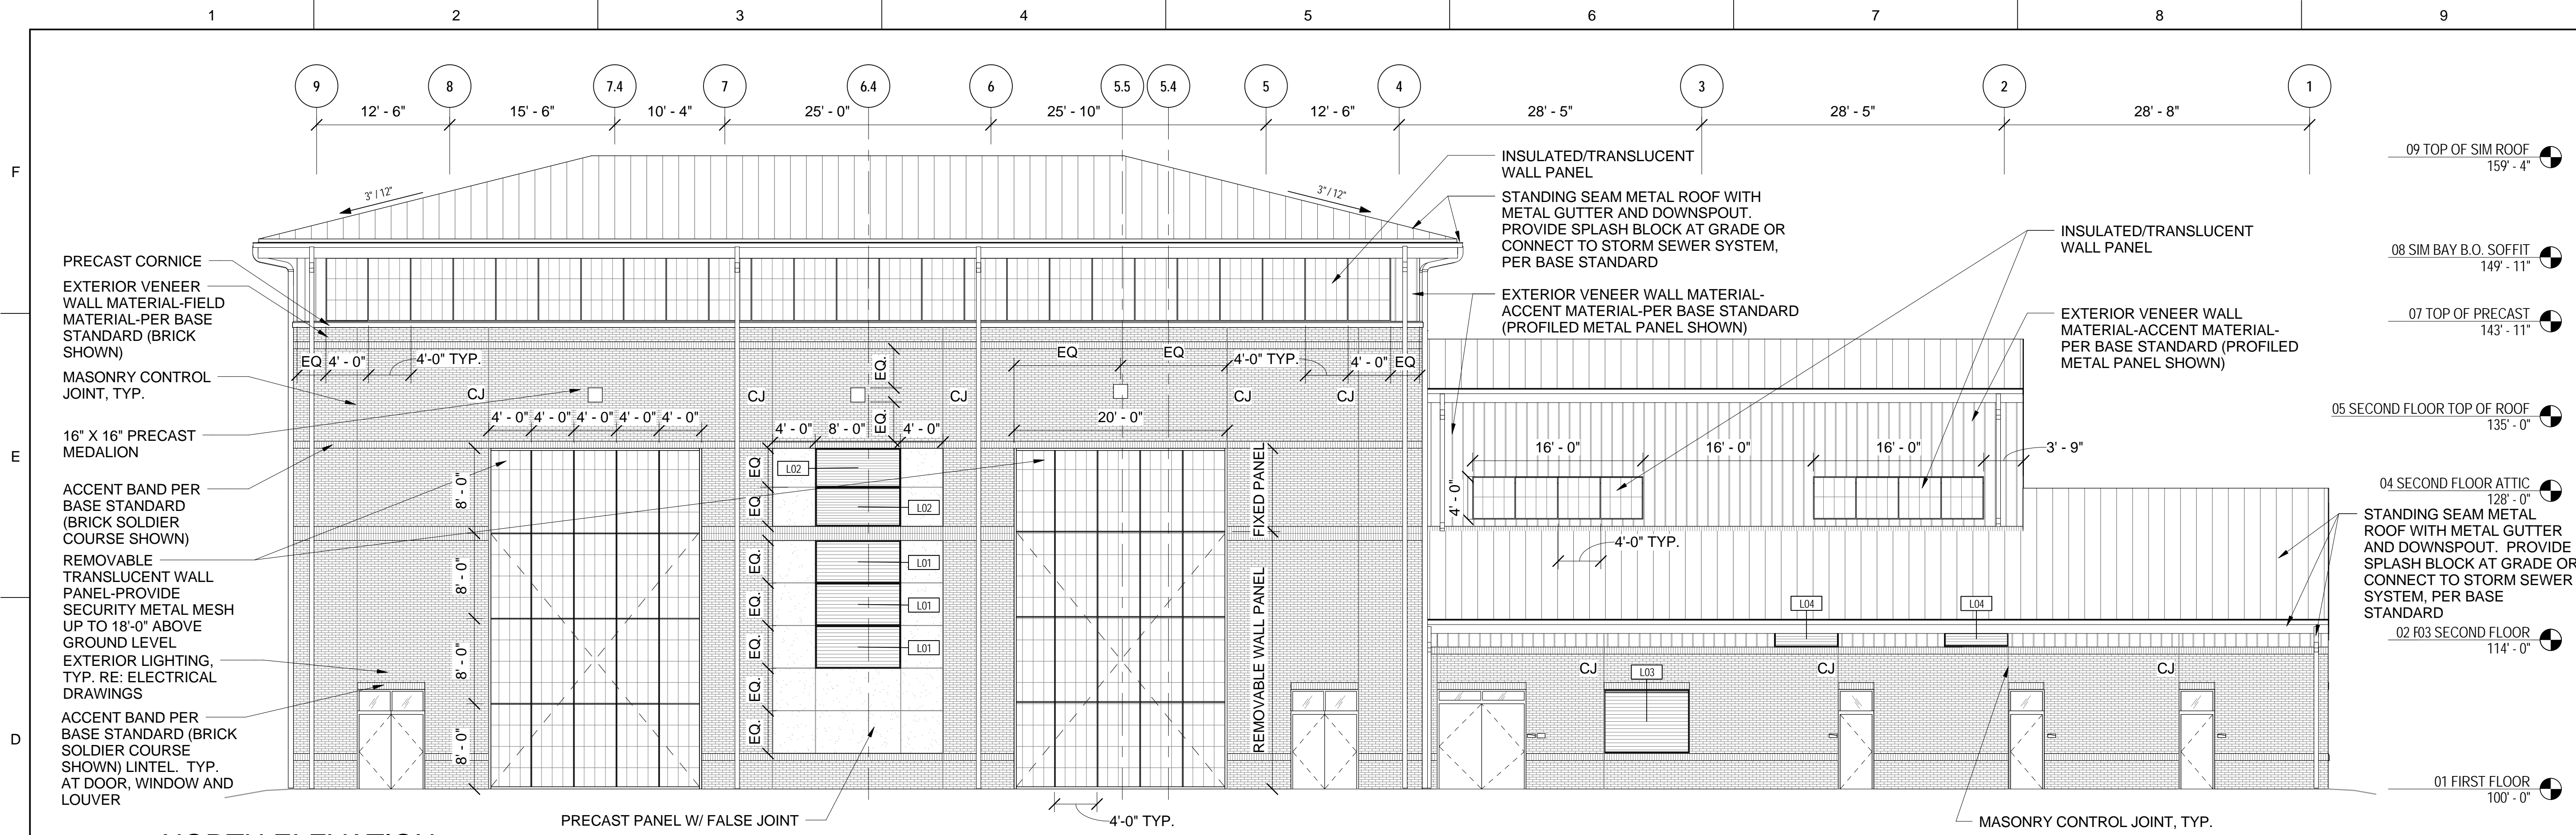 1 2 3 4 5 6 7 8 9
9 8 7.4 7 6.4 6 5.5 5.4 5 4 3 2 1
12' - 6" 15' - 6" 10' - 4" 25' - 0" 25' - 10" 12' - 6" 28' - 5" 28' - 5" 28' - 8"
F
E
D
3" / 12"
3" / 12"
PRECAST CORNICE
EXTERIOR VENEER
WALL MATERIAL-FIELD
MATERIAL-PER BASE
STANDARD (BRICK
SHOWN)
MASONRY CONTROL
JOINT, TYP.
16" X 16" PRECAST
MEDALION
ACCENT BAND PER
BASE STANDARD
(BRICK SOLDIER
COURSE SHOWN)
REMOVABLE
TRANSLUCENT WALL
PANEL-PROVIDE
SECURITY METAL MESH
UP TO 18'-0" ABOVE
GROUND LEVEL
EXTERIOR LIGHTING,
TYP. RE: ELECTRICAL
DRAWINGS
ACCENT BAND PER
BASE STANDARD (BRICK
SOLDIER COURSE
SHOWN) LINTEL. TYP.
AT DOOR, WINDOW AND
LOUVER
EQ 4' - 0" 4'-0" TYP.
EQ.
EQ EQ
4'-0" TYP. 4' - 0" EQ
CJ CJ CJ CJ CJ
4' - 0" 4' - 0" 4' - 0" 4' - 0" 4' - 0"
EQ.
4' - 0" 8' - 0" 4' - 0"
20' - 0"
8' - 0"
8' - 0"
8' - 0"
8' - 0"
EQ
EQ
EQ.
EQ.
EQ.
EQ.
EQ.
L02
L02
L01
L01
L01
FIXED PANEL
REMOVABLE WALL PANEL
PRECAST PANEL W/ FALSE JOINT
4'-0" TYP.
INSULATED/TRANSLUCENT
WALL PANEL
STANDING SEAM METAL ROOF WITH
METAL GUTTER AND DOWNSPOUT.
PROVIDE SPLASH BLOCK AT GRADE OR
CONNECT TO STORM SEWER SYSTEM,
PER BASE STANDARD
EXTERIOR VENEER WALL MATERIAL-
ACCENT MATERIAL-PER BASE STANDARD
(PROFILED METAL PANEL SHOWN)
INSULATED/TRANSLUCENT
WALL PANEL
EXTERIOR VENEER WALL
MATERIAL-ACCENT MATERIAL-
PER BASE STANDARD (PROFILED
METAL PANEL SHOWN)
16' - 0" 16' - 0" 16' - 0" 3' - 9"
4' - 0"
4'-0" TYP.
L04 L04
CJ CJ CJ
L03
MASONRY CONTROL JOINT, TYP.
09 TOP OF SIM ROOF
159' - 4"
08 SIM BAY B.O. SOFFIT
149' - 11"
07 TOP OF PRECAST
143' - 11"
05 SECOND FLOOR TOP OF ROOF
135' - 0"
04 SECOND FLOOR ATTIC
128' - 0"
STANDING SEAM METAL
ROOF WITH METAL GUTTER
AND DOWNSPOUT. PROVIDE
SPLASH BLOCK AT GRADE OR
CONNECT TO STORM SEWER
SYSTEM, PER BASE
STANDARD
02 F03 SECOND FLOOR
114' - 0"
01 FIRST FLOOR
100' - 0"
NORTH ELEVATION